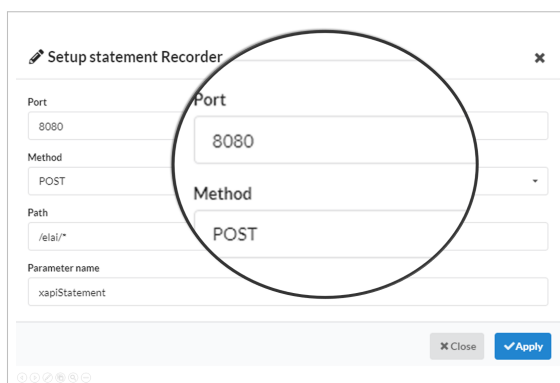 Setup statement Recorder
Port
8080
Port
8080
Method
POST
Method
POST
Path
/elai/*
Parameter name
xapiStatement
Close
Apply